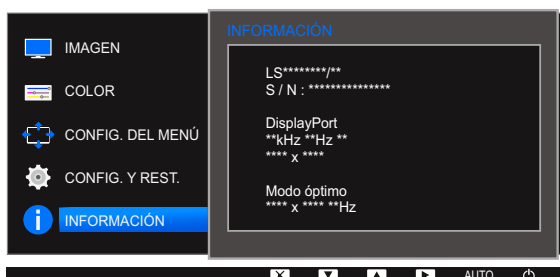 IMAGEN
COLOR
CONFIG. DEL MENÚ
CONFIG. Y REST.
INFORMACIÓN
INFORMACIÓN
LS********/**
S / N : ***************
DisplayPort
**kHz **Hz **
**** x ****
Modo óptimo
**** x **** **Hz
AUTO